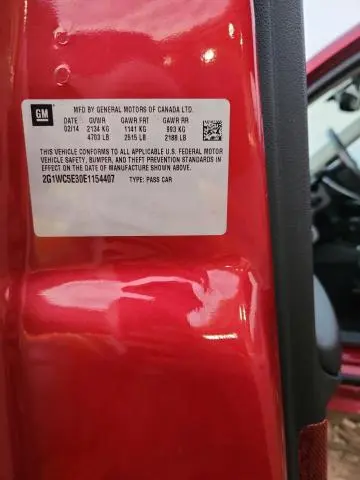 GM
MFD BY GENERAL MOTORS OF CANADA LTD.
DATE GVWR GAWR FRT GAWR RR
02/14 2134 KG 1141 KG 993 KG
4703 LB 2515 LB 2188 LB
THIS VEHICLE CONFORMS TO ALL APPLICABLE U.S. FEDERAL MOTOR
VEHICLE SAFETY, BUMPER, AND THEFT PREVENTION STANDARDS IN
EFFECT ON THE DATE OF MANUFACTURE SHOWN ABOVE.
2G1WC5E30E1154407 TYPE: PASS CAR